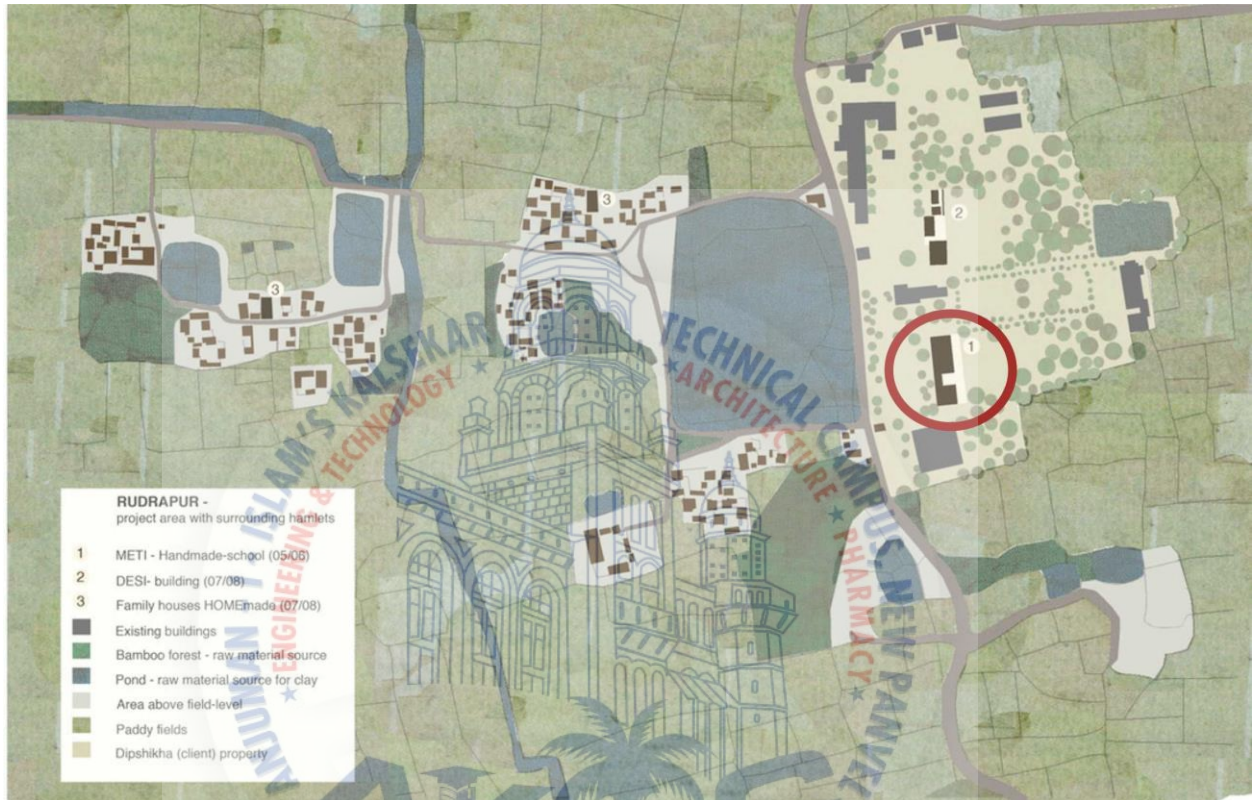 3
3
2
1
RUDRAPUR -
project area with surrounding hamlets
1 METI - Handmade-school (05/06)
2 DESI- building (07/08)
3 Family houses HOMEmade (07/08)
Existing buildings
Bamboo forest - raw material source
Pond - raw material source for clay
Area above field-level
Paddy fields
Dipshikha (client) property
ANJUMAN-I-ISLAM'S KALSEKAR TECHNICAL CAMPUS, NEW PANVEL
ENGINEERING & TECHNOLOGY ★ ARCHITECTURE ★ PHARMACY ★